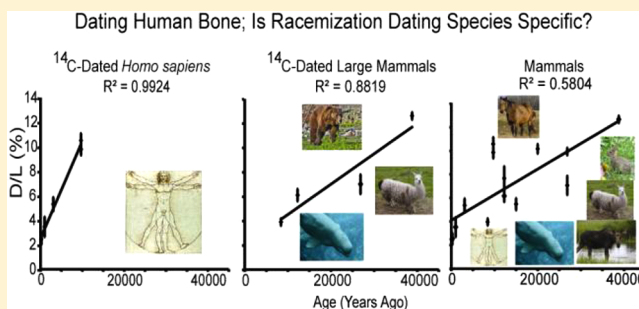 Dating Human Bone; Is Racemization Dating Species Specific?
¹⁴C-Dated Homo sapiens
R² = 0.9924
¹⁴C-Dated Large Mammals
R² = 0.8819
Mammals
R² = 0.5804
D/L (%)
14
12
10
8
6
4
2
0
0 20000 40000
0 20000 40000
0 20000 40000
Age (Years Ago)